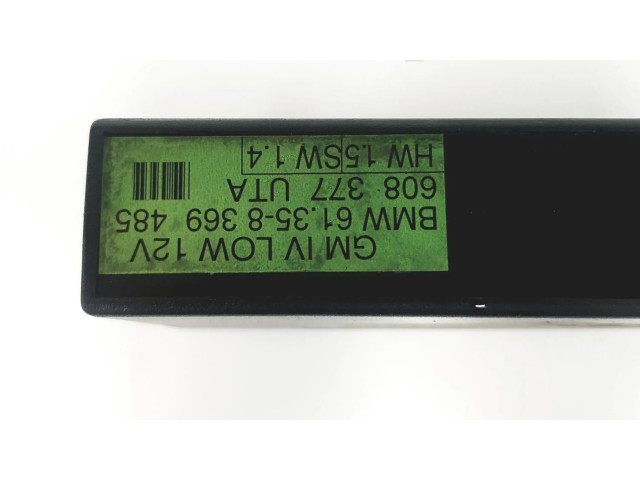 GM IV LOW 12V
BMW 61.35-8 369 485
608 377 UTA
HW 1.5 SW 1.4